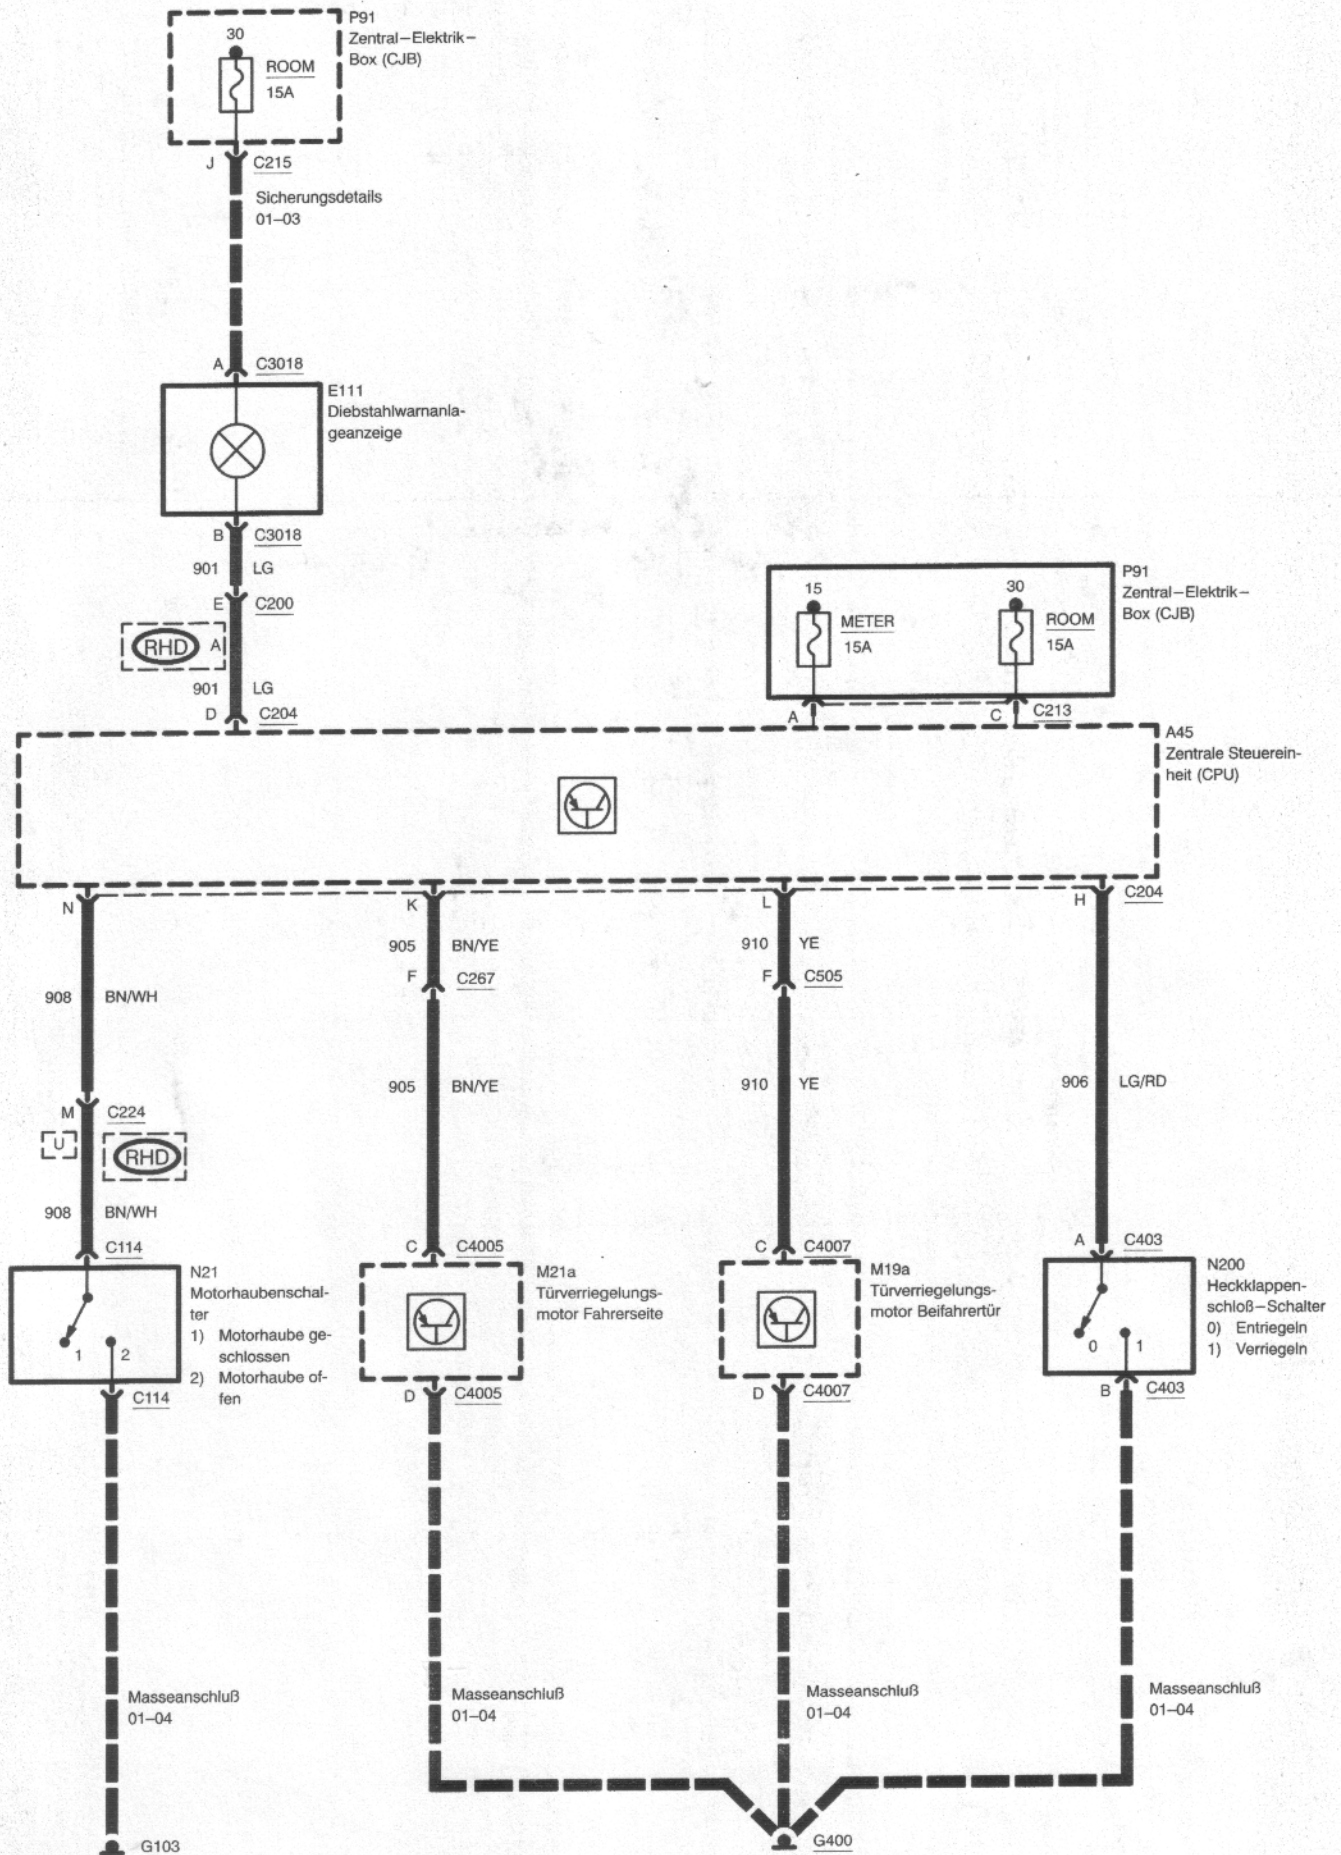 P91
Zentral–Elektrik–
Box (CJB)
30
ROOM
15A
J C215
Sicherungsdetails
01–03
A C3018
E111
Diebstahlwarnanla-
geanzeige
B C3018
901 LG
E C200
RHD A
901 LG
D C204
P91
Zentral–Elektrik–
Box (CJB)
15 30
METER ROOM
15A 15A
A C C213
A45
Zentrale Steuerein-
heit (CPU)
N K L H C204
905 BN/YE 910 YE
F C267 F C505
908 BN/WH
905 BN/YE 910 YE 906 LG/RD
M C224
U RHD
908 BN/WH
C114 C C4005 C C4007 A C403
N21
Motorhaubenschal-
ter
1) Motorhaube ge-
schlossen
2) Motorhaube of-
fen
1 2
M21a
Türverriegelungs-
motor Fahrerseite
M19a
Türverriegelungs-
motor Beifahrertür
N200
Heckklappen-
schloß–Schalter
0) Entriegeln
1) Verriegeln
0 1
C114 D C4005 D C4007 B C403
Masseanschluß
01–04
Masseanschluß
01–04
Masseanschluß
01–04
Masseanschluß
01–04
G103 G400